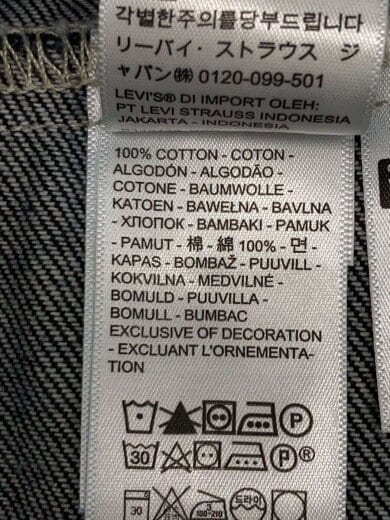 각별한주의를당부드립니다
リーバイ・ストラウス ジ
ャパン㈱ 0120-099-501
LEVI'S® DI IMPORT OLEH:
PT LEVI STRAUSS INDONESIA
JAKARTA - INDONESIA
100% COTTON - COTON -
ALGODÓN - ALGODÃO -
COTONE - BAUMWOLLE -
KATOEN - BAWEŁNA - BAVLNA
- ХЛОПОК - BAMBAKI - PAMUK
- PAMUT - 棉 - 綿 100% - 면 -
KAPAS - BOMBAŽ - PUUVILL -
KOKVILNA - MEDVILNĖ -
BOMULD - PUUVILLA -
BOMULL - BUMBAC
EXCLUSIVE OF DECORATION
- EXCLUANT L'ORNEMENTA-
TION
P
30 P ®
30 180-210 드라이